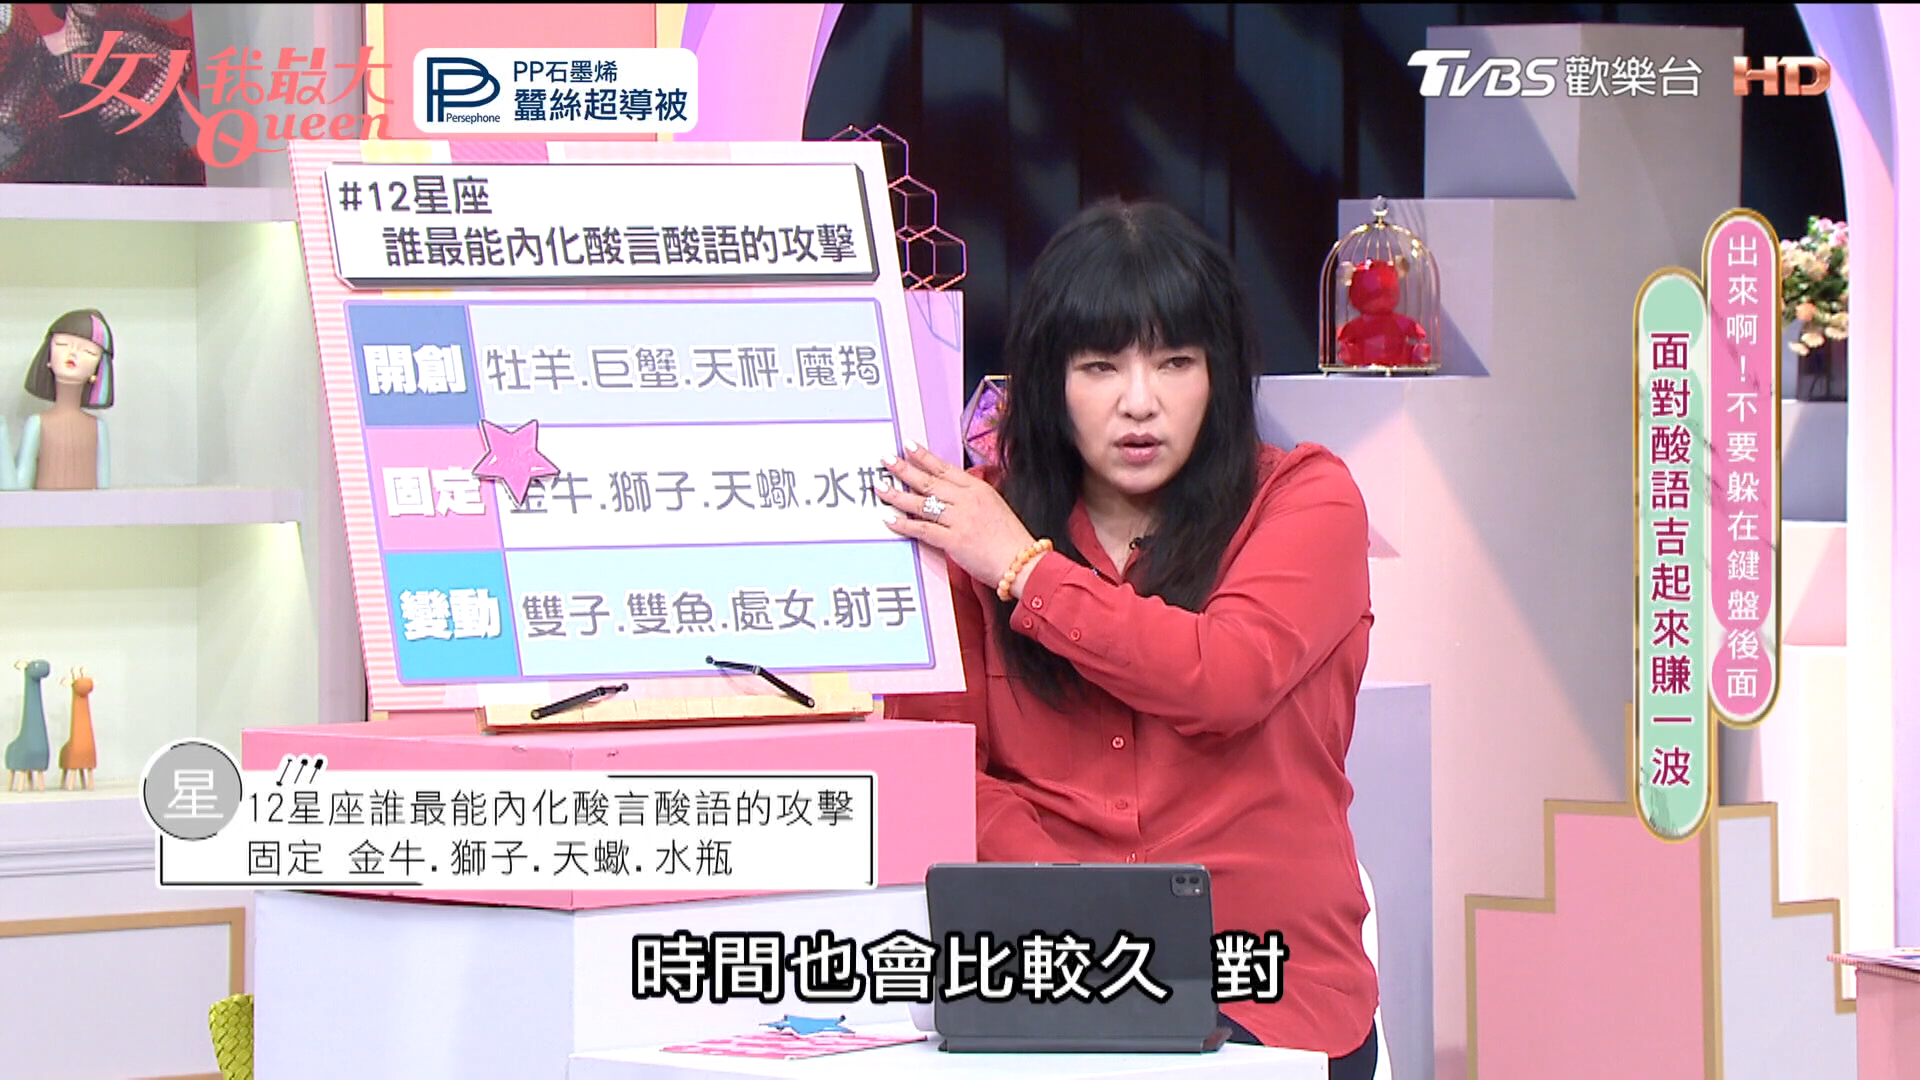 女人我最大
Queen
PP
Persephone
PP石墨烯
蠶絲超導被
TVBS歡樂台 HD
#12星座
誰最能內化酸言酸語的攻擊
開創 牡羊.巨蟹.天秤.魔羯
固定 金牛.獅子.天蠍.水瓶
變動 雙子.雙魚.處女.射手
出來啊!不要躲在鍵盤後面
面對酸語吉起來賺一波
星
12星座誰最能內化酸言酸語的攻擊
固定 金牛.獅子.天蠍.水瓶
時間也會比較久 對